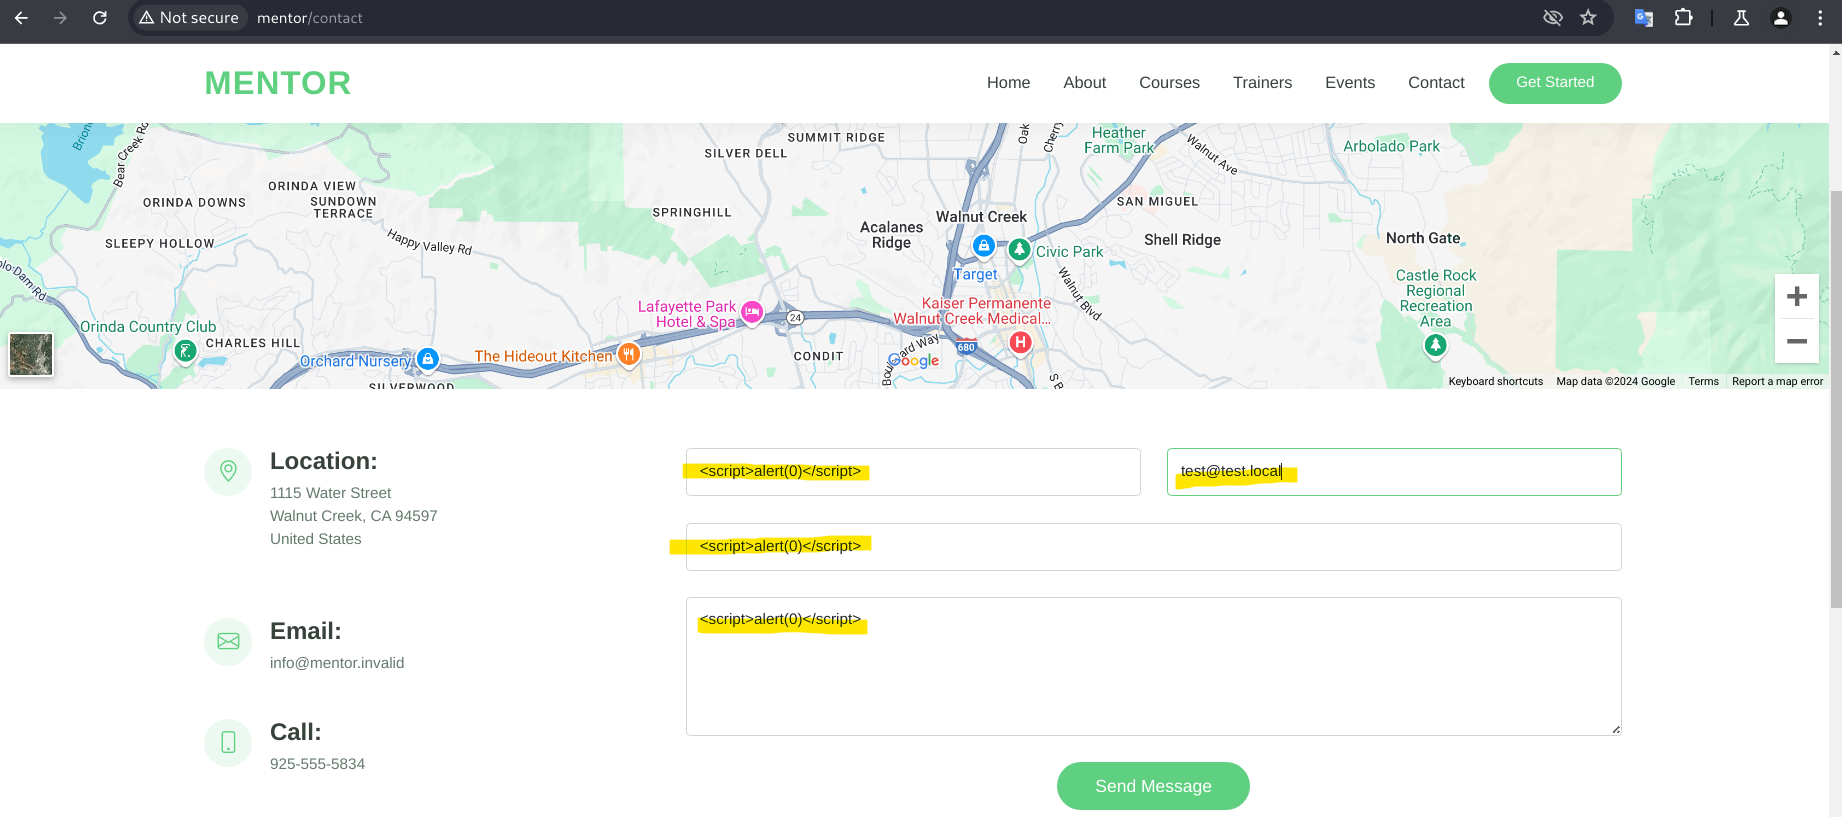 Not secure mentor/contact
MENTOR
Home About Courses Trainers Events Contact Get Started
Briones
Bear Creek Rd
SUMMIT RIDGE
SILVER DELL
Oak
Cherry
Heather
Farm Park
Walnut Ave
Arbolado Park
ORINDA VIEW
ORINDA DOWNS
SUNDOWN
TERRACE
SPRINGHILL
Walnut Creek
SAN MIGUEL
SLEEPY HOLLOW
Happy Valley Rd
Acalanes
Ridge
Shell Ridge
North Gate
Civic Park
Target
Walnut Blvd
Castle Rock
Regional
Recreation
Area
olo Dam Rd
Lafayette Park
Hotel & Spa
24
Kaiser Permanente
Walnut Creek Medical...
H
Orinda Country Club
CHARLES HILL
Orchard Nursery
The Hideout Kitchen
CONDIT
680
Google
SILVERWOOD
S B
Keyboard shortcuts Map data ©2024 Google Terms Report a map error
Location:
1115 Water Street
Walnut Creek, CA 94597
United States
Email:
info@mentor.invalid
Call:
925-555-5834
<script>alert(0)</script>
test@test.local
<script>alert(0)</script>
<script>alert(0)</script>
Send Message